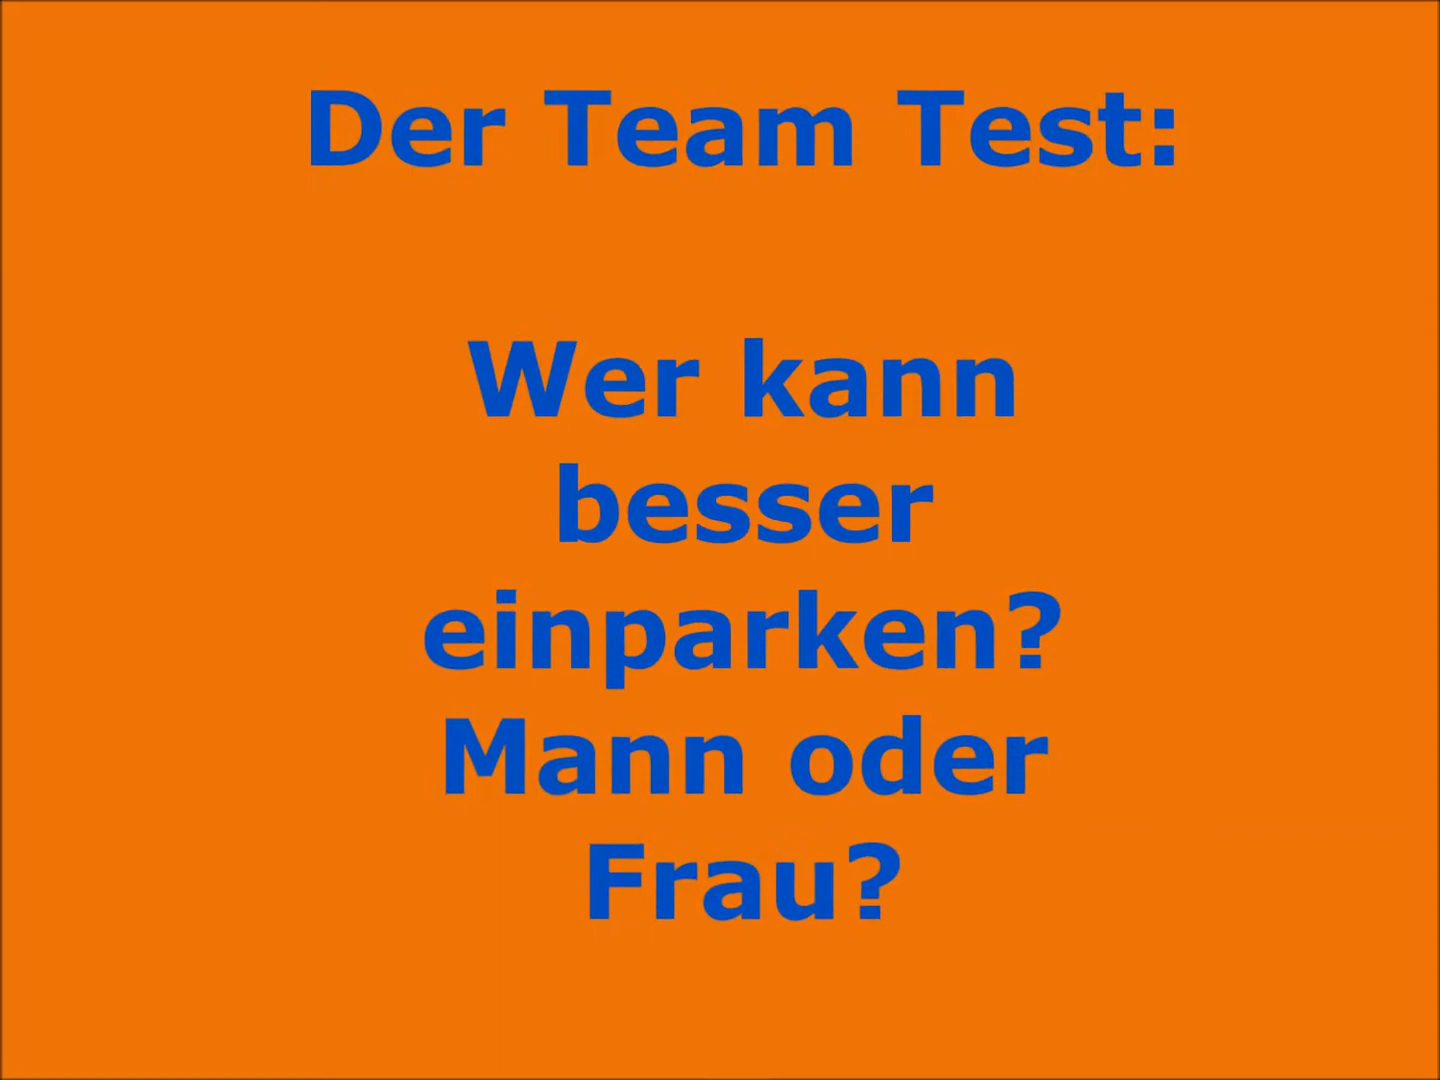 Der Team Test:
Wer kann
besser
einparken?
Mann oder
Frau?